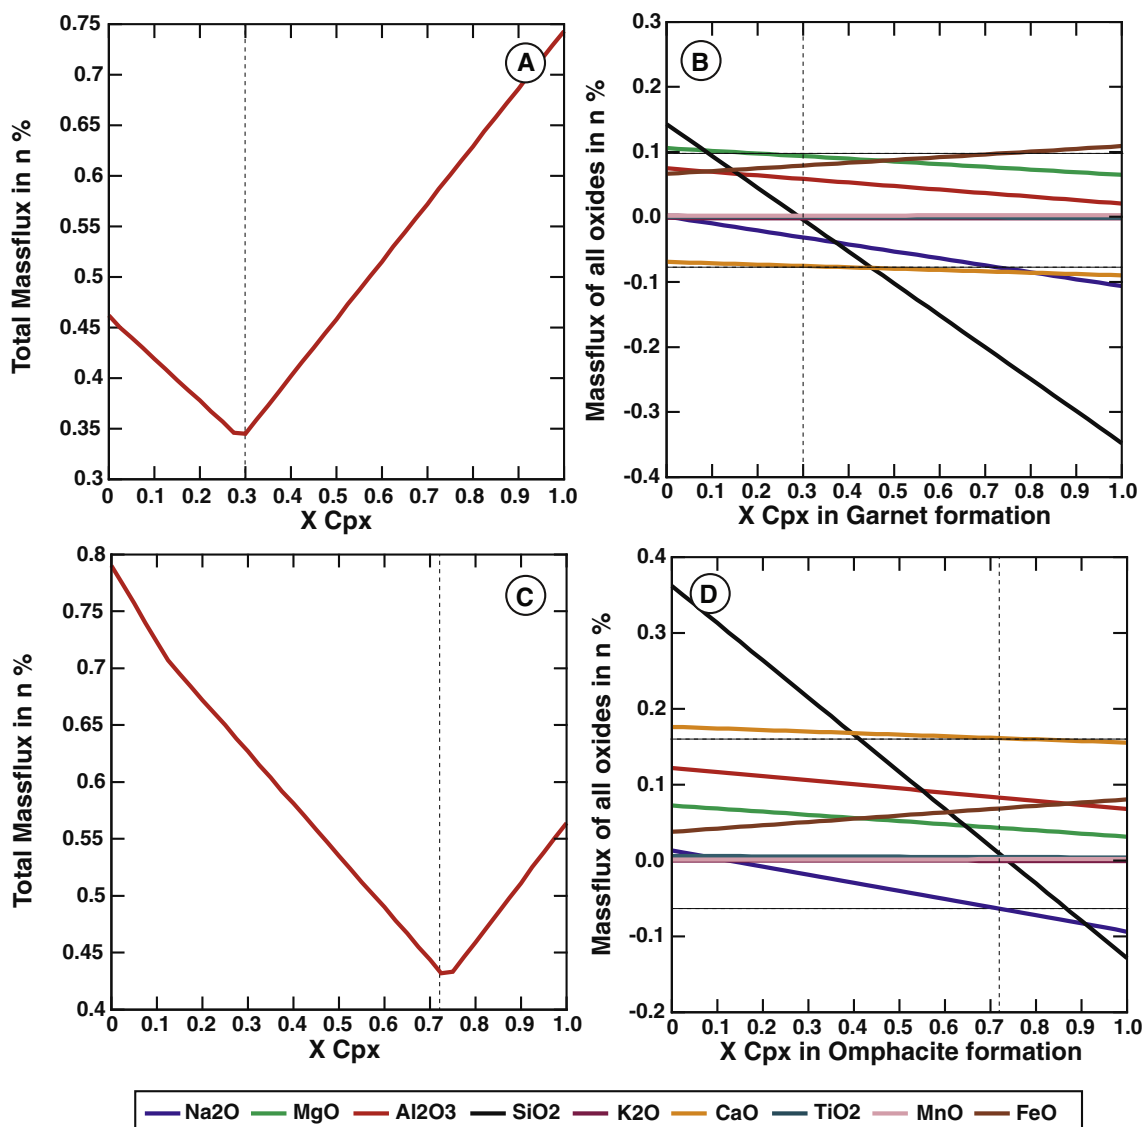 A
Total Massflux in n %
0.75
0.7
0.65
0.6
0.55
0.5
0.45
0.4
0.35
0.3
0 0.1 0.2 0.3 0.4 0.5 0.6 0.7 0.8 0.9 1.0
X Cpx
B
Massflux of all oxides in n %
0.3
0.2
0.1
0.0
-0.1
-0.2
-0.3
-0.4
0 0.1 0.2 0.3 0.4 0.5 0.6 0.7 0.8 0.9 1.0
X Cpx in Garnet formation
C
Total Massflux in n %
0.8
0.75
0.7
0.65
0.6
0.55
0.5
0.45
0.4
0 0.1 0.2 0.3 0.4 0.5 0.6 0.7 0.8 0.9 1.0
X Cpx
D
Massflux of all oxides in n %
0.4
0.3
0.2
0.1
0.0
-0.1
-0.2
0 0.1 0.2 0.3 0.4 0.5 0.6 0.7 0.8 0.9 1.0
X Cpx in Omphacite formation
Na2O MgO Al2O3 SiO2 K2O CaO TiO2 MnO FeO